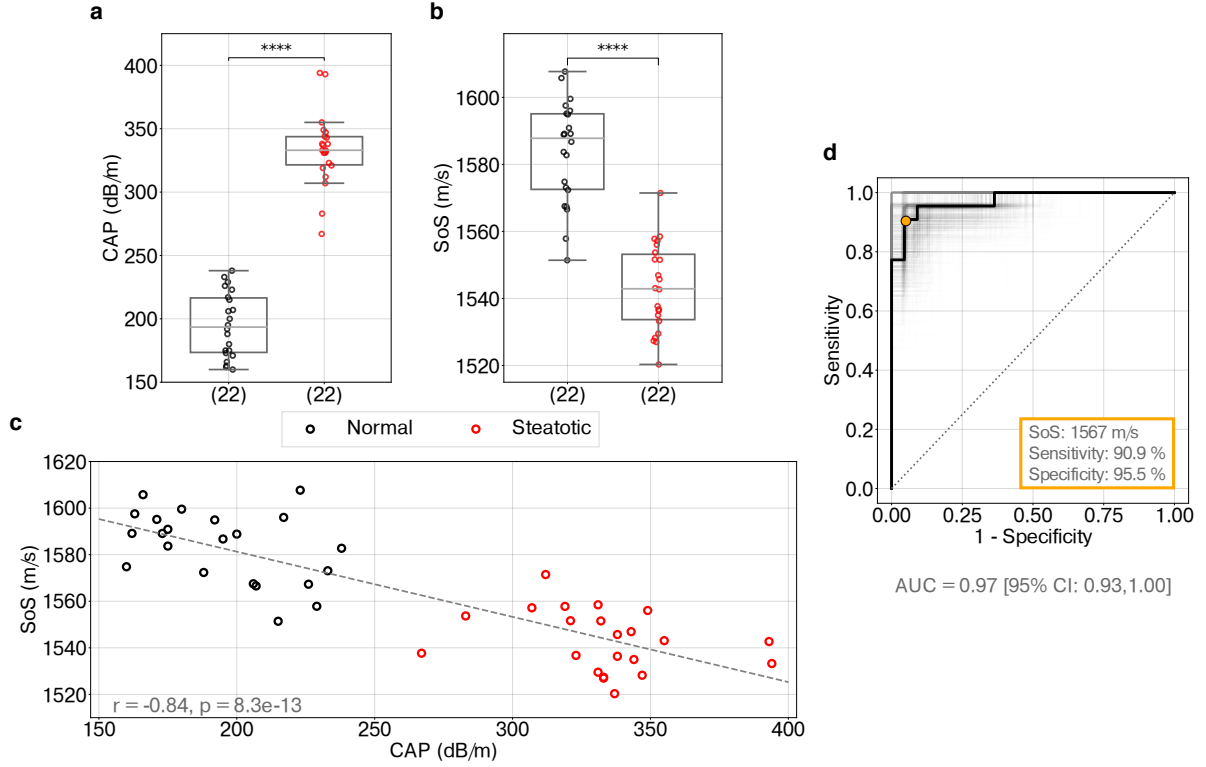 a
b
****
****
400
350
300
250
200
150
CAP (dB/m)
(22)
(22)
1600
1580
1560
1540
1520
SoS (m/s)
(22)
(22)
d
1.0
0.8
0.6
0.4
0.2
0.0
Sensitivity
SoS: 1567 m/s
Sensitivity: 90.9 %
Specificity: 95.5 %
0.00 0.25 0.50 0.75 1.00
1 - Specificity
AUC = 0.97 [95% CI: 0.93,1.00]
Normal Steatotic
c
1620
1600
1580
1560
1540
1520
SoS (m/s)
r = -0.84, p = 8.3e-13
150 200 250 300 350 400
CAP (dB/m)